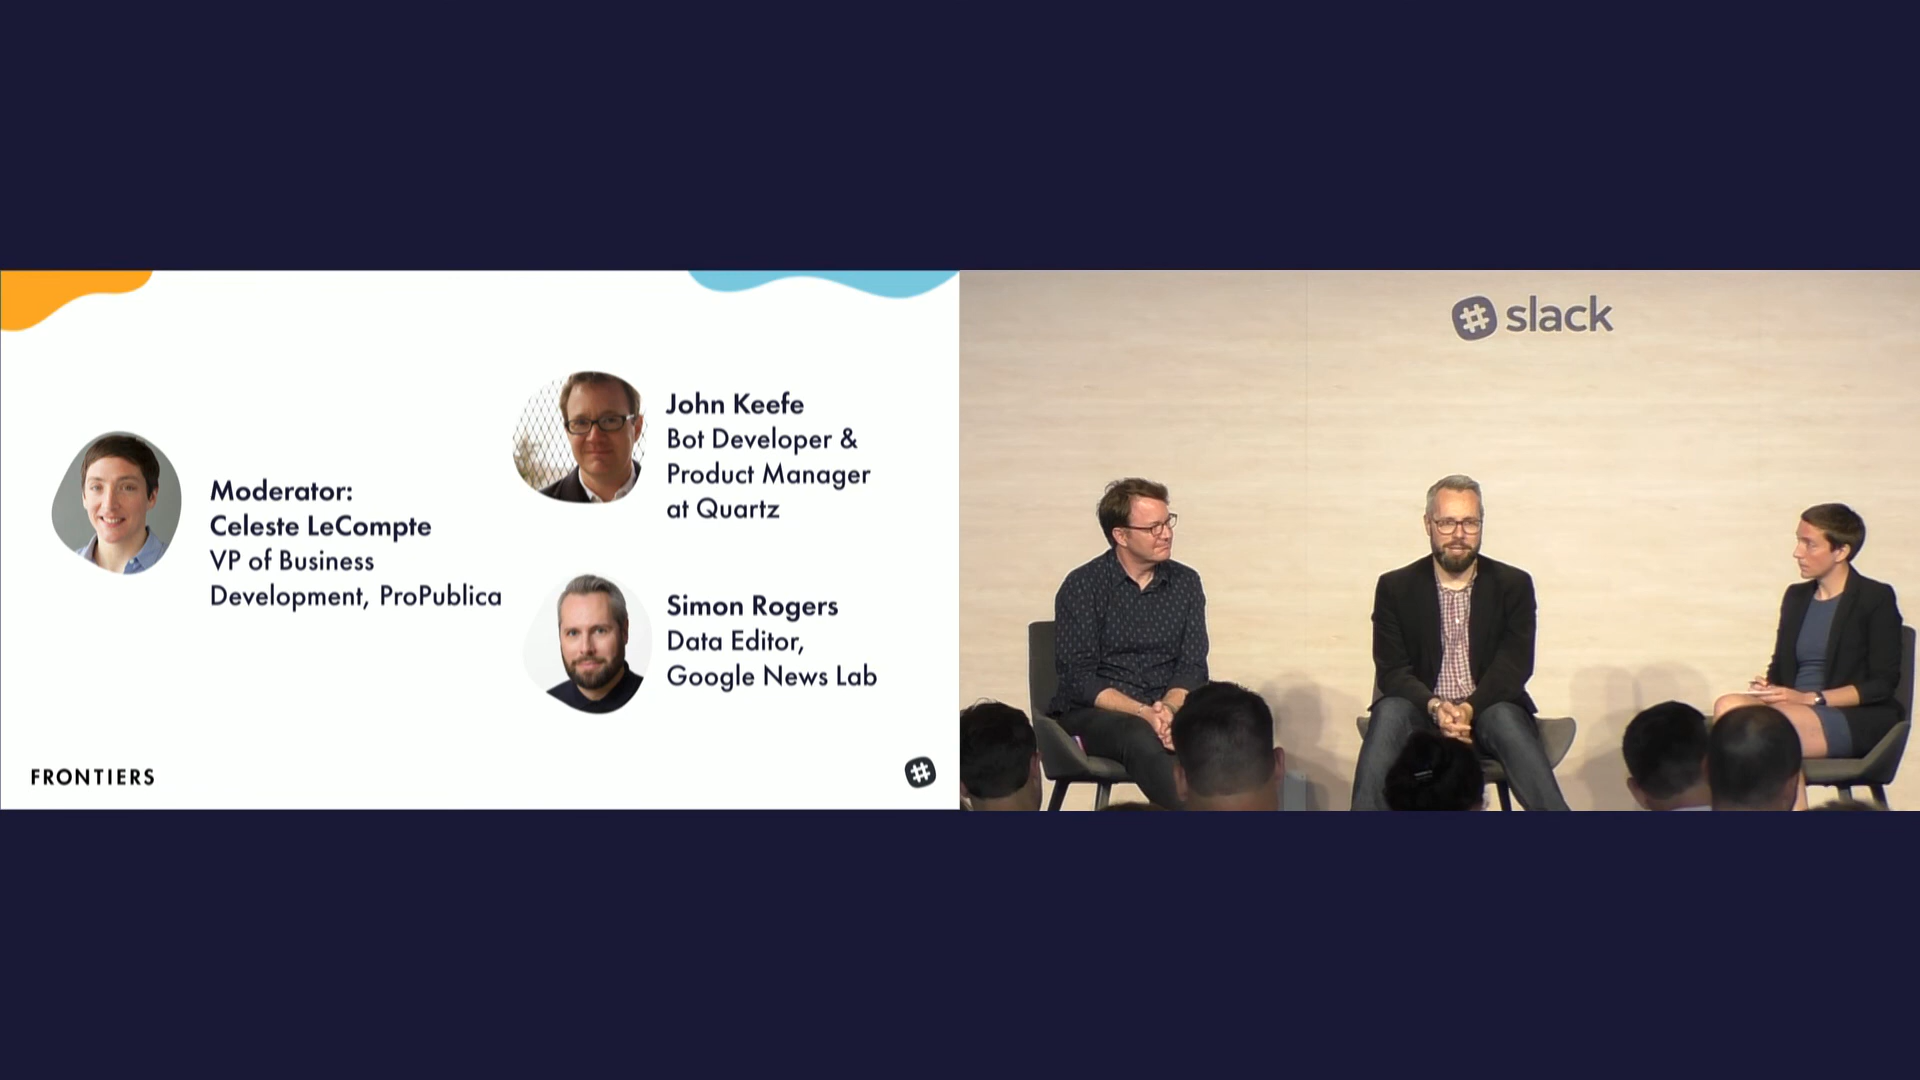 Moderator:
Celeste LeCompte
VP of Business
Development, ProPublica
John Keefe
Bot Developer &
Product Manager
at Quartz
Simon Rogers
Data Editor,
Google News Lab
FRONTIERS
slack